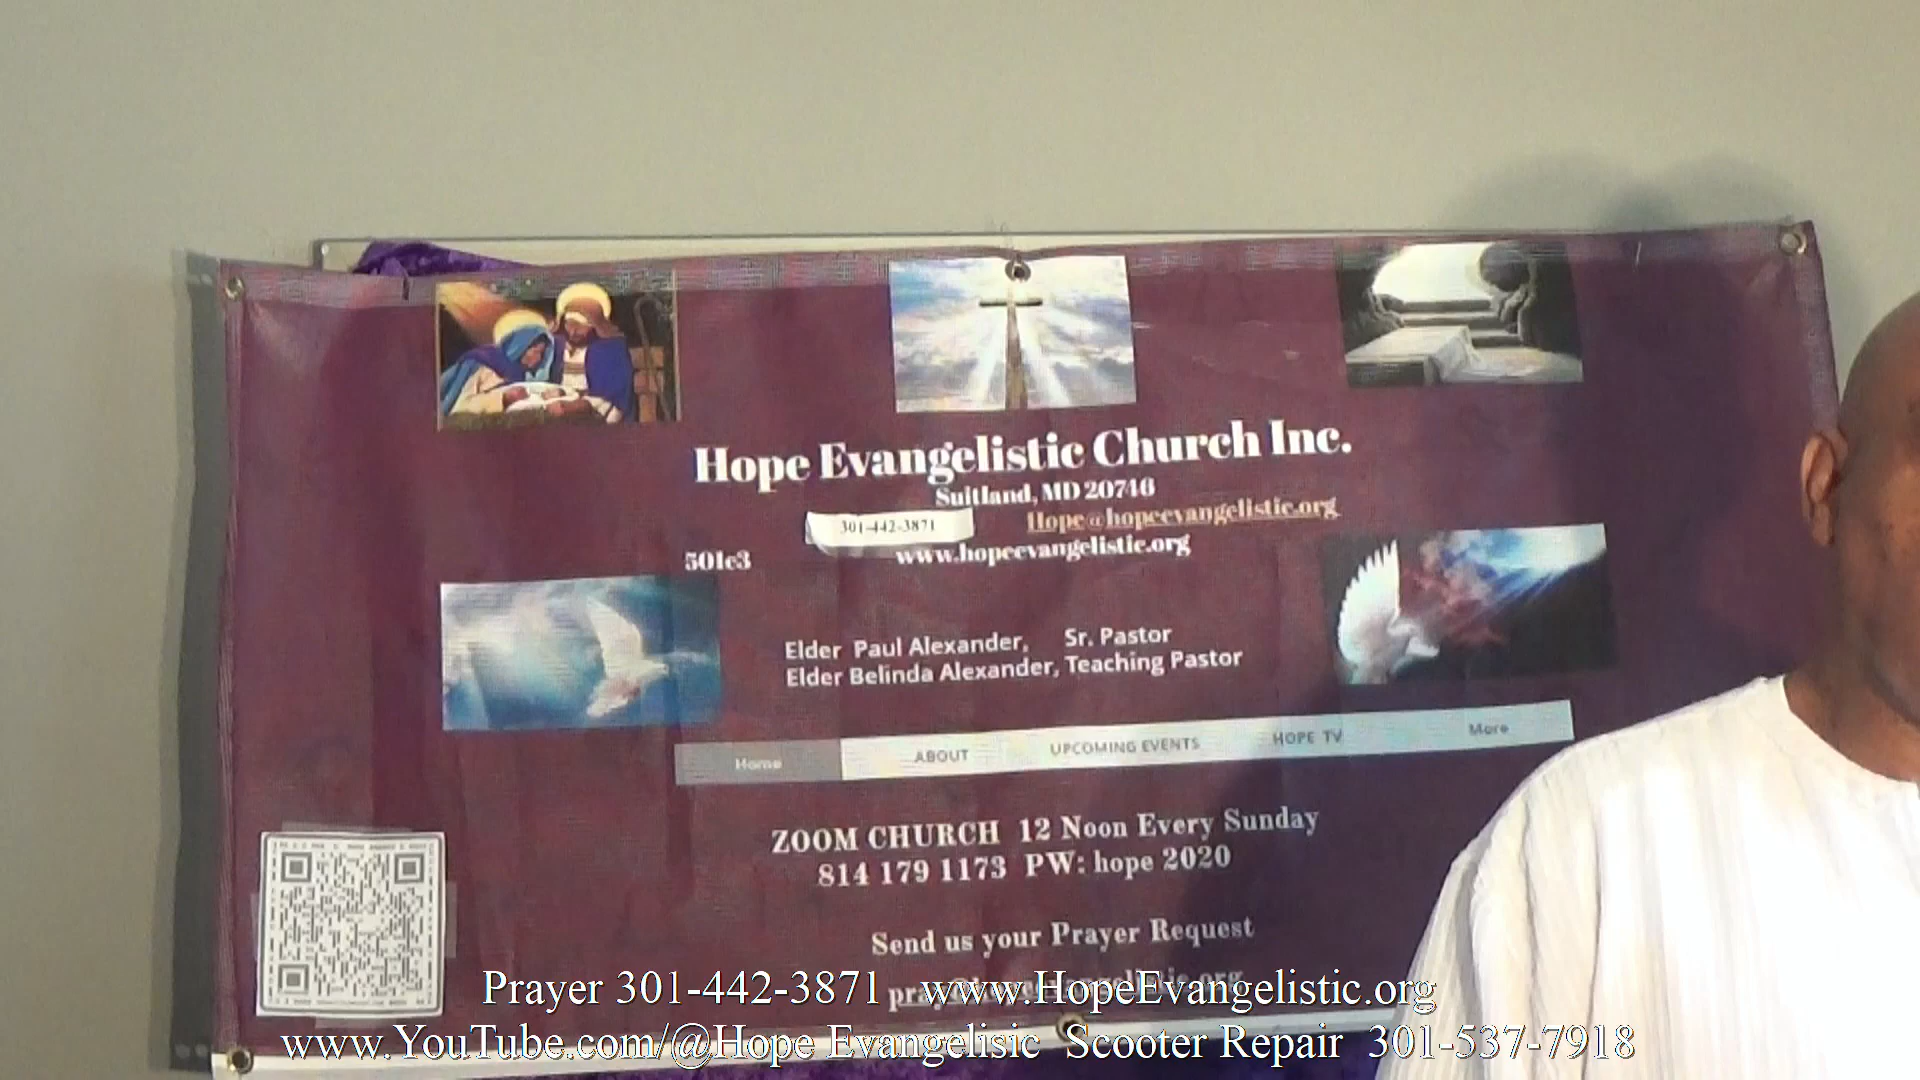 Hope Evangelistic Church Inc.
Suitland, MD 20746
301-442-3871 Hope@hopeevangelistic.org
501c3 www.hopeevangelistic.org
Elder Paul Alexander, Sr. Pastor
Elder Belinda Alexander, Teaching Pastor
Home ABOUT UPCOMING EVENTS HOPE TV More
ZOOM CHURCH 12 Noon Every Sunday
814 179 1173 PW: hope 2020
Send us your Prayer Request
Prayer 301-442-3871 www.HopeEvangelistic.org
www.YouTube.com/@Hope Evangelisic Scooter Repair 301-537-7918